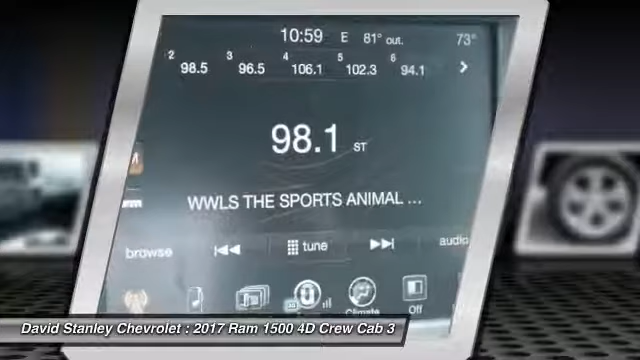 10:59 E 81° out. 73°
2 98.5 3 96.5 4 106.1 5 102.3 6 94.1 >
98.1 ST
WWLS THE SPORTS ANIMAL ...
browse tune audio
Climate Off
David Stanley Chevrolet : 2017 Ram 1500 4D Crew Cab 3